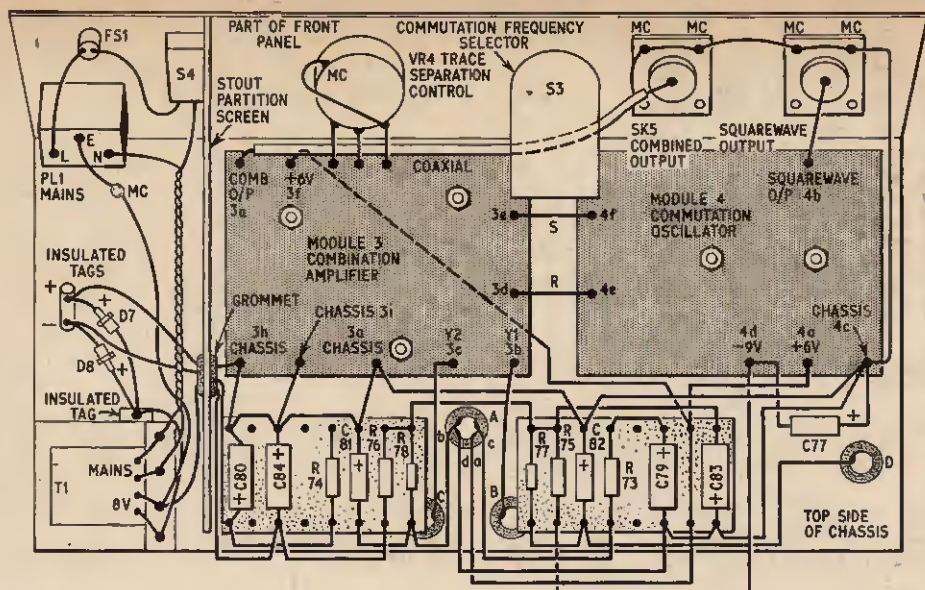 FS1
S4
PART OF FRONT
PANEL
MC
COMMUTATION FREQUENCY
SELECTOR
VR4 TRACE
SEPARATION
CONTROL
S3
MC MC
MC MC
STOUT
PARTITION
SCREEN
E
L N
PL1
MAINS
MC
SK5
COMBINED
OUTPUT
SQUAREWAVE
OUTPUT
COAXIAL
COMB
O/P
3a
+6V
3f
SQUAREWAVE
O/P 4b
3e 4f
S
MODULE 3
COMBINATION
AMPLIFIER
MODULE 4
COMMUTATION
OSCILLATOR
3d 4e
R
INSULATED
TAGS
+
D7
+
-
D8
+
INSULATED
TAG
GROMMET
3h
CHASSIS
CHASSIS 3i
3a
CHASSIS
Y2
3c
Y1
3b
4d
-9V
4a
+6V
CHASSIS
4c
C77
+
D
T1
MAINS
8V
C80
+
C84
+
R
74
C
81
+
R
76
R
78
A
b c
d a
C
B
R
77
R
75
C
82
+
R
73
C79
+
C83
+
TOP SIDE
OF CHASSIS